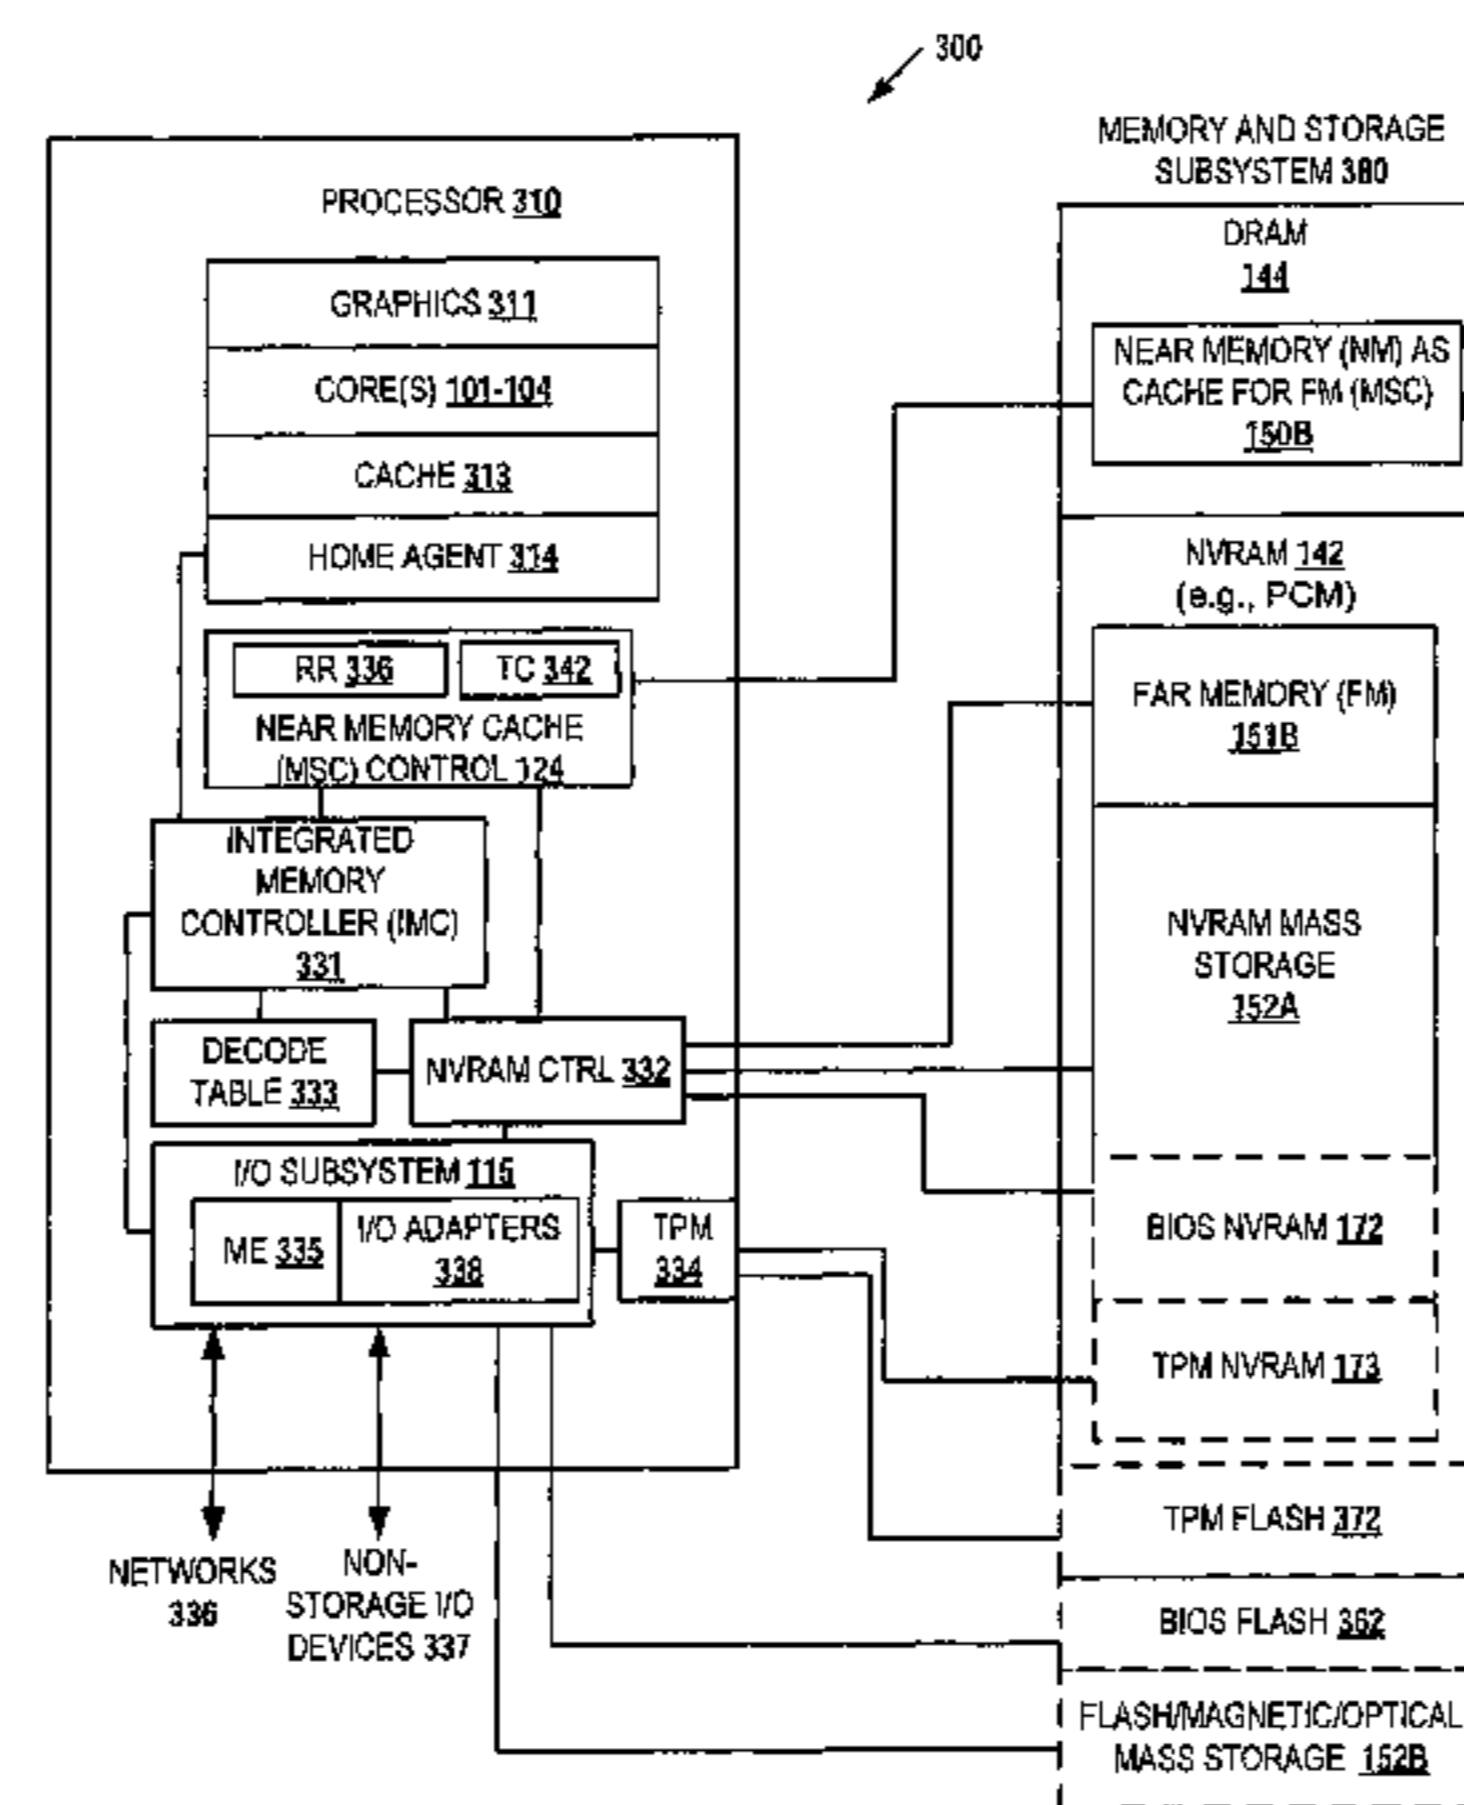 300
PROCESSOR 310
GRAPHICS 311
CORE(S) 101-104
CACHE 313
HOME AGENT 314
RR 336
TC 342
NEAR MEMORY CACHE
(MSC) CONTROL 124
INTEGRATED
MEMORY
CONTROLLER (IMC)
331
DECODE
TABLE 333
NVRAM CTRL 332
I/O SUBSYSTEM 115
ME 335
I/O ADAPTERS
338
TPM
334
NETWORKS
336
NON-
STORAGE I/O
DEVICES 337
MEMORY AND STORAGE
SUBSYSTEM 380
DRAM
144
NEAR MEMORY (NM) AS
CACHE FOR FM (MSC)
150B
NVRAM 142
(e.g., PCM)
FAR MEMORY (FM)
151B
NVRAM MASS
STORAGE
152A
BIOS NVRAM 172
TPM NVRAM 173
TPM FLASH 372
BIOS FLASH 362
FLASH/MAGNETIC/OPTICAL
MASS STORAGE 152B